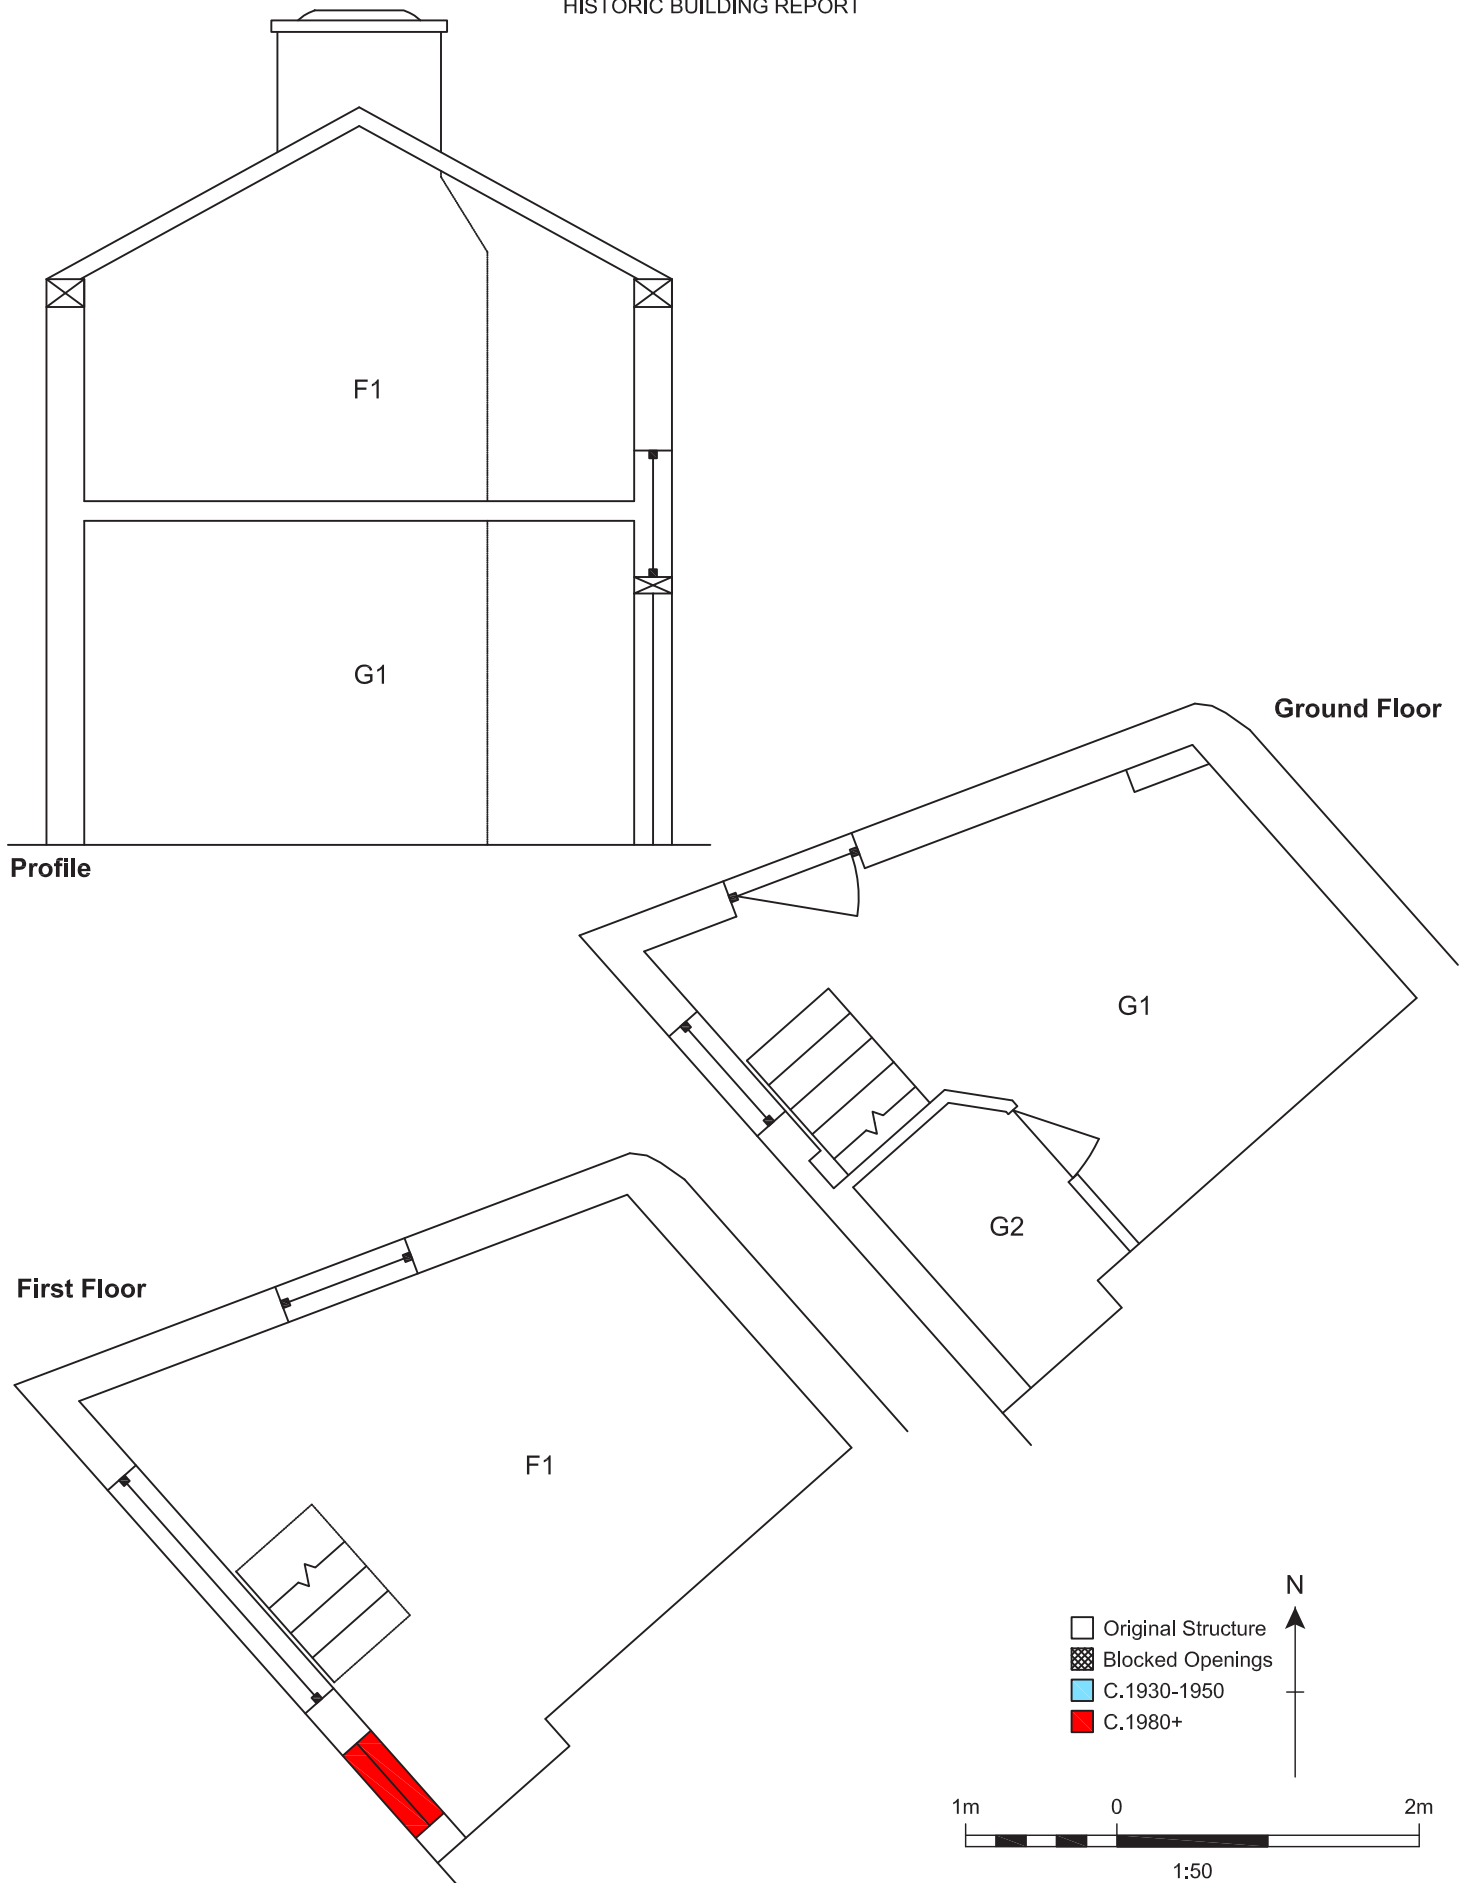 HISTORIC BUILDING REPORT
F1
G1
Profile
Ground Floor
G1
G2
First Floor
F1
N
Original Structure
Blocked Openings
C.1930-1950
C.1980+
1m 0 2m
1:50